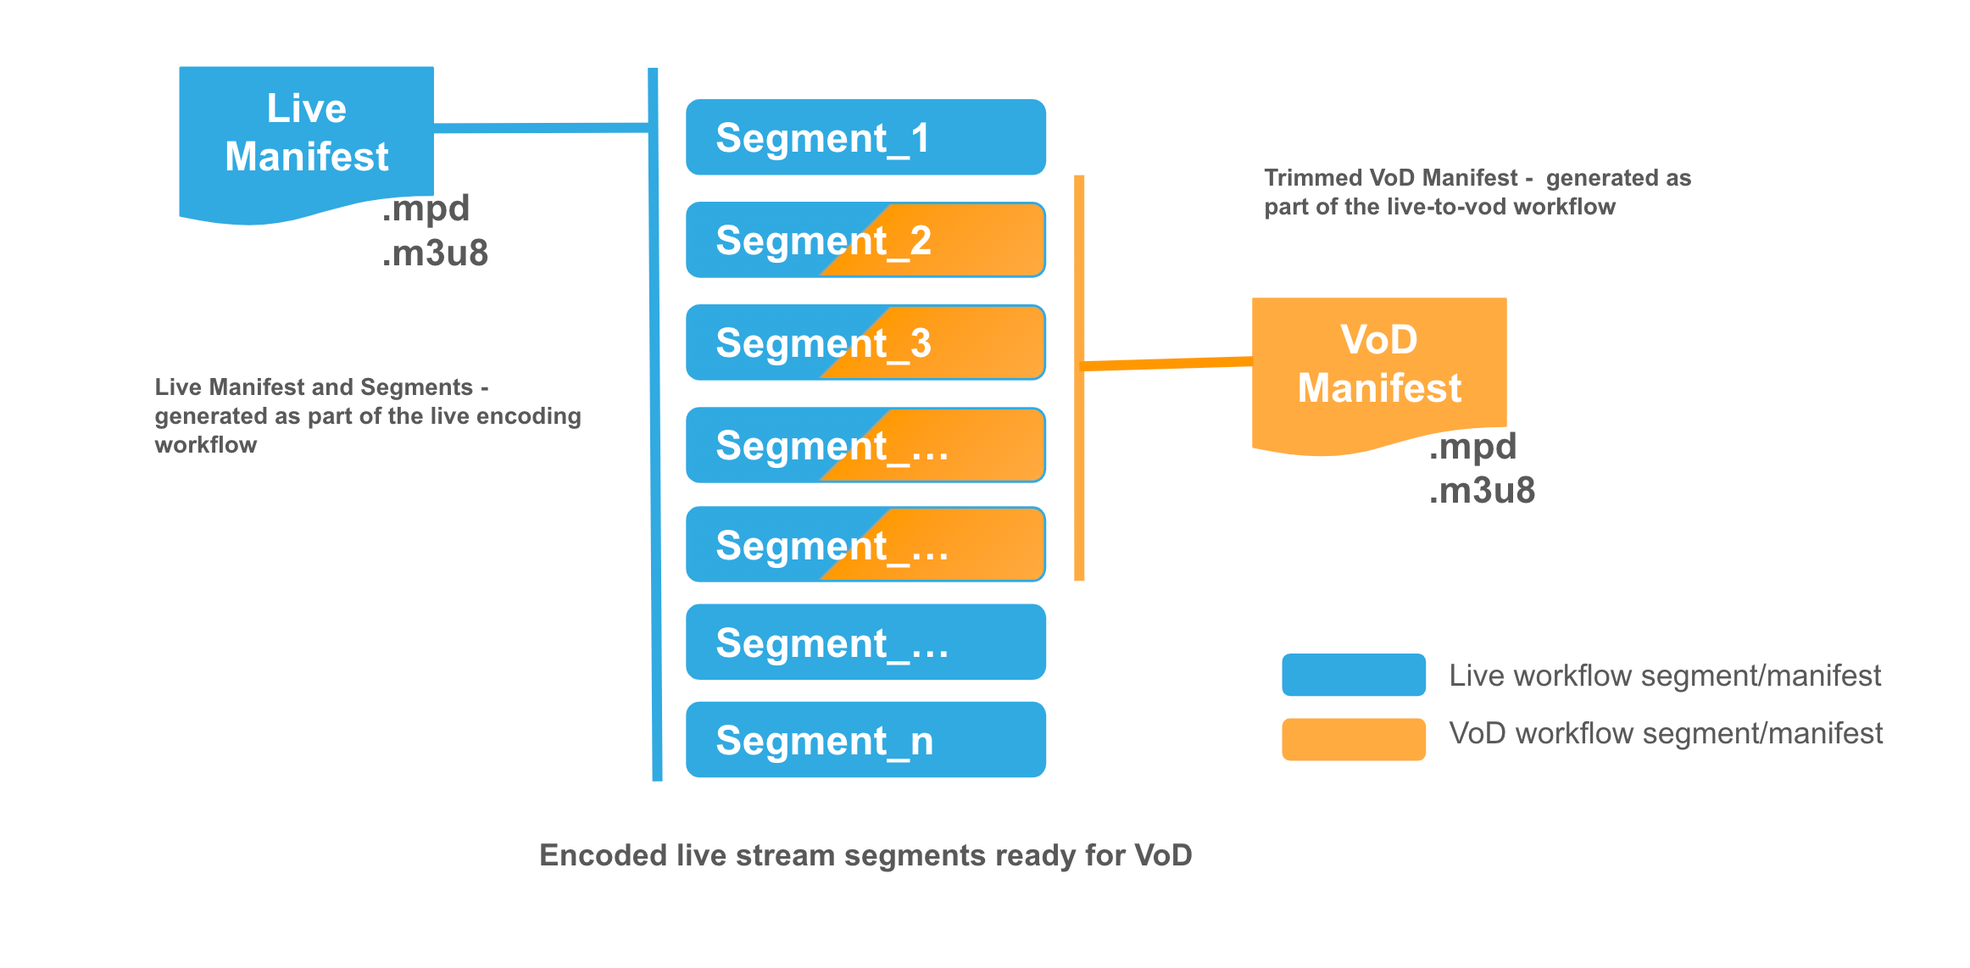 Live
Manifest
.mpd
.m3u8
Live Manifest and Segments -
generated as part of the live encoding
workflow
Segment_1
Segment_2
Segment_3
Segment_...
Segment_...
Segment_...
Segment_n
Trimmed VoD Manifest -  generated as
part of the live-to-vod workflow
VoD
Manifest
.mpd
.m3u8
Live workflow segment/manifest
VoD workflow segment/manifest
Encoded live stream segments ready for VoD